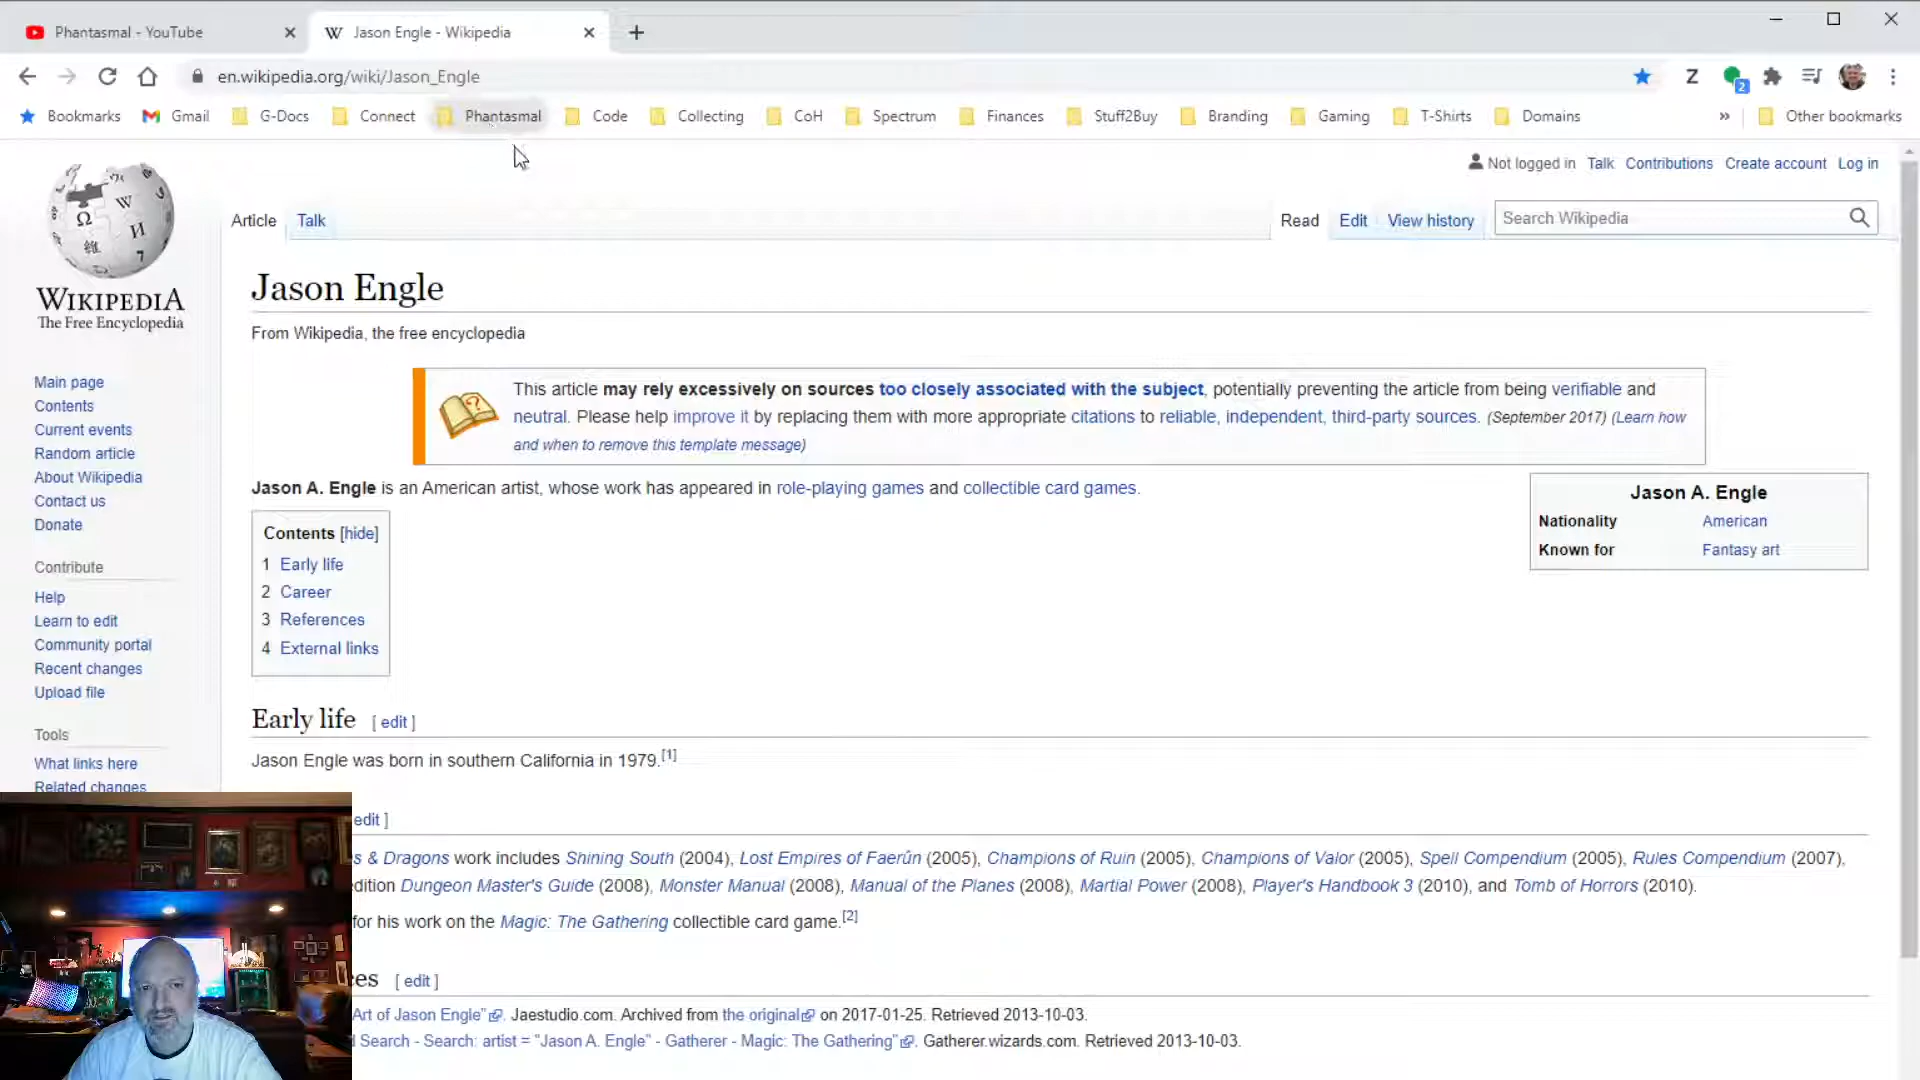 Phantasmal - YouTube
Jason Engle - Wikipedia
en.wikipedia.org/wiki/Jason_Engle
Z
2
Bookmarks Gmail G-Docs Connect Phantasmal Code Collecting CoH Spectrum Finances Stuff2Buy Branding Gaming T-Shirts Domains » Other bookmarks
Not logged in Talk Contributions Create account Log in
Article Talk Read Edit View history Search Wikipedia
WIKIPEDIA
The Free Encyclopedia
Main page
Contents
Current events
Random article
About Wikipedia
Contact us
Donate
Contribute
Help
Learn to edit
Community portal
Recent changes
Upload file
Tools
What links here
Related changes
Jason Engle
From Wikipedia, the free encyclopedia
This article may rely excessively on sources too closely associated with the subject, potentially preventing the article from being verifiable and
neutral. Please help improve it by replacing them with more appropriate citations to reliable, independent, third-party sources. (September 2017) (Learn how
and when to remove this template message)
Jason A. Engle is an American artist, whose work has appeared in role-playing games and collectible card games.
Jason A. Engle
Nationality American
Known for Fantasy art
Contents [hide]
1 Early life
2 Career
3 References
4 External links
Early life [ edit ]
Jason Engle was born in southern California in 1979.[1]
edit ]
s & Dragons work includes Shining South (2004), Lost Empires of Faerûn (2005), Champions of Ruin (2005), Champions of Valor (2005), Spell Compendium (2005), Rules Compendium (2007),
edition Dungeon Master's Guide (2008), Monster Manual (2008), Manual of the Planes (2008), Martial Power (2008), Player's Handbook 3 (2010), and Tomb of Horrors (2010).
for his work on the Magic: The Gathering collectible card game.[2]
ces [ edit ]
Art of Jason Engle". Jaestudio.com. Archived from the original on 2017-01-25. Retrieved 2013-10-03.
d Search - Search: artist = "Jason A. Engle" - Gatherer - Magic: The Gathering". Gatherer.wizards.com. Retrieved 2013-10-03.